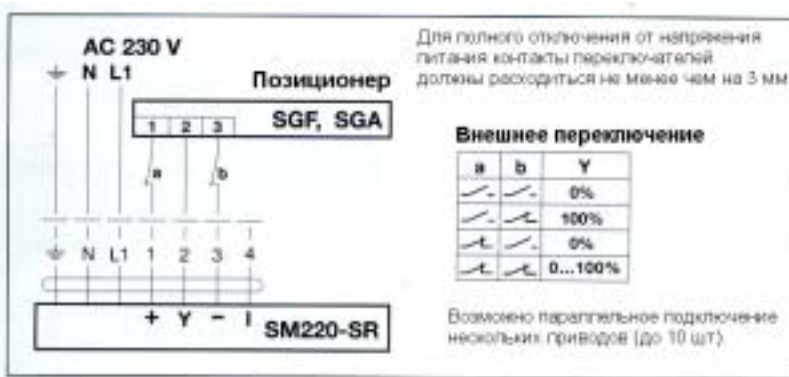 AC 230 V
N L1
Позиционер
SGF, SGA
1 2 3
a b
N L1 1 2 3 4
+ Y − I
SM220-SR
Для полного отключения от напряжения
питания контакты переключателей
должны расходиться не менее чем на 3 мм
Внешнее переключение
a b Y
0%
100%
0%
0...100%
Возможно параллельное подключение
нескольких приводов (до 10 шт)